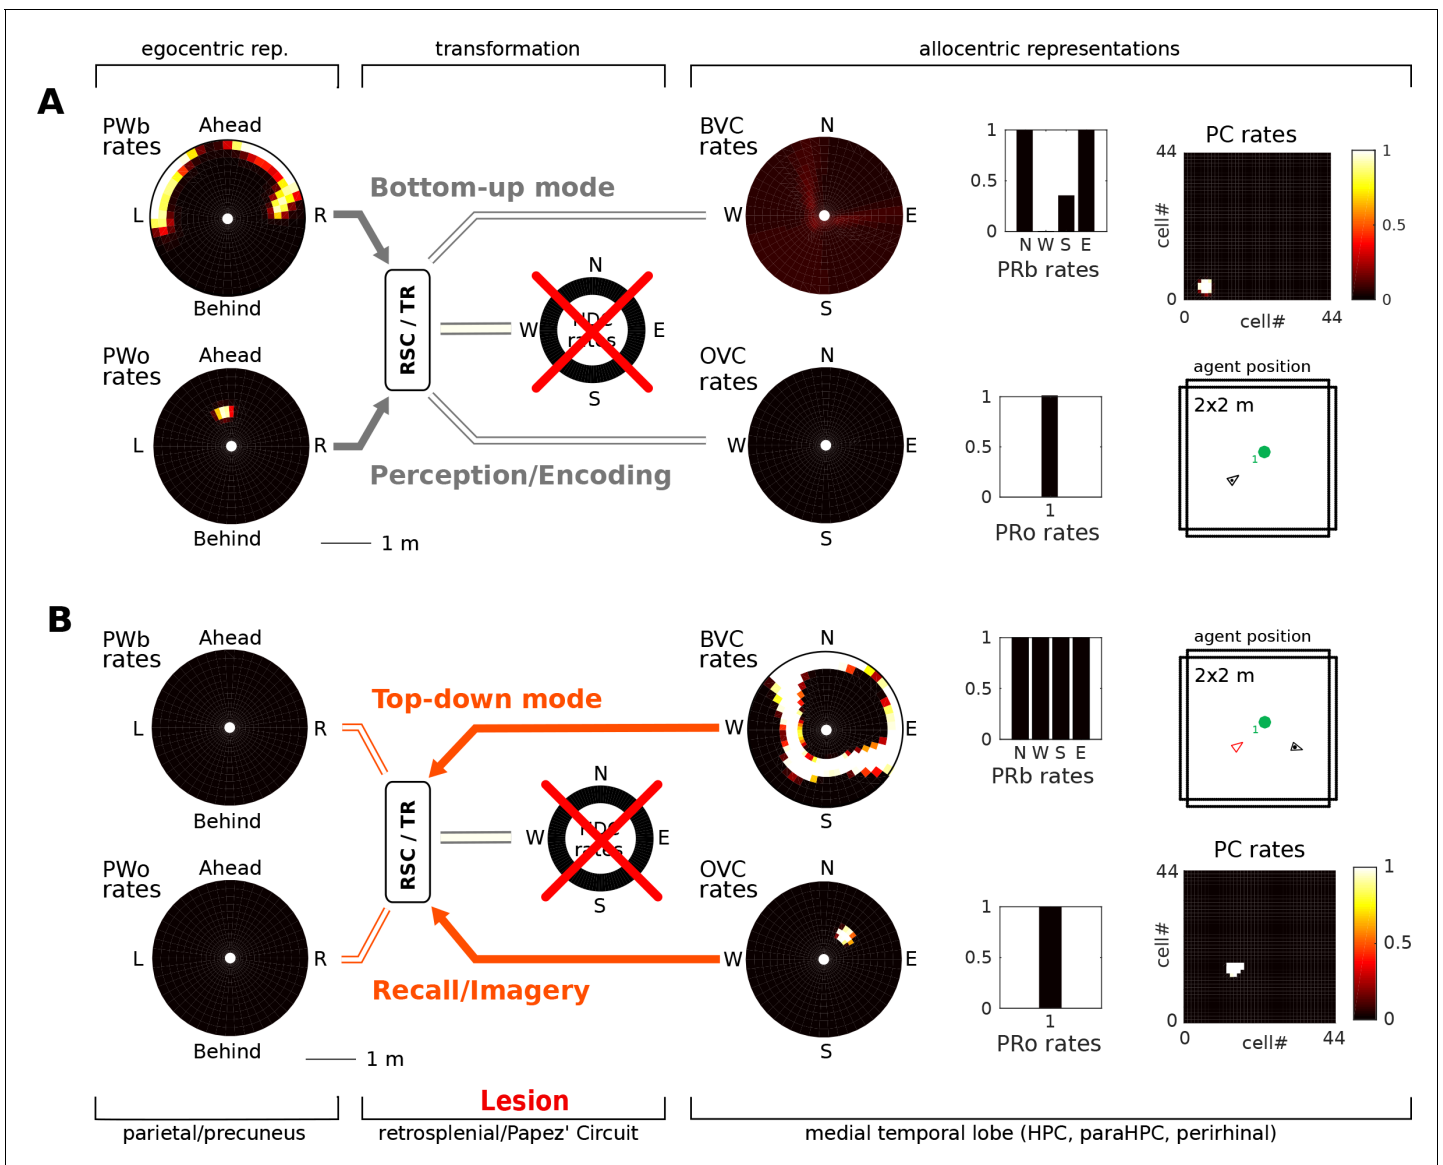 egocentric rep.
transformation
allocentric representations
A
PWb
rates
Ahead
L
R
Behind
Bottom-up mode
BVC
rates
N
W
E
S
1
0.5
0
N W S E
PRb rates
PC rates
44
cell#
0
0
cell#
44
1
0.5
0
RSC / TR
N
W
HDC
rates
E
S
PWo
rates
Ahead
L
R
Behind
Perception/Encoding
1 m
OVC
rates
N
W
E
S
1
0.5
0
1
PRo rates
agent position
2x2 m
1
B
PWb
rates
Ahead
L
R
Behind
Top-down mode
BVC
rates
N
W
E
S
1
0.5
0
N W S E
PRb rates
agent position
2x2 m
1
RSC / TR
N
W
HDC
rates
E
S
PWo
rates
Ahead
L
R
Behind
Recall/Imagery
1 m
OVC
rates
N
W
E
S
1
0.5
0
1
PRo rates
PC rates
44
cell#
0
0
cell#
44
1
0.5
0
Lesion
parietal/precuneus
retrosplenial/Papez' Circuit
medial temporal lobe (HPC, paraHPC, perirhinal)